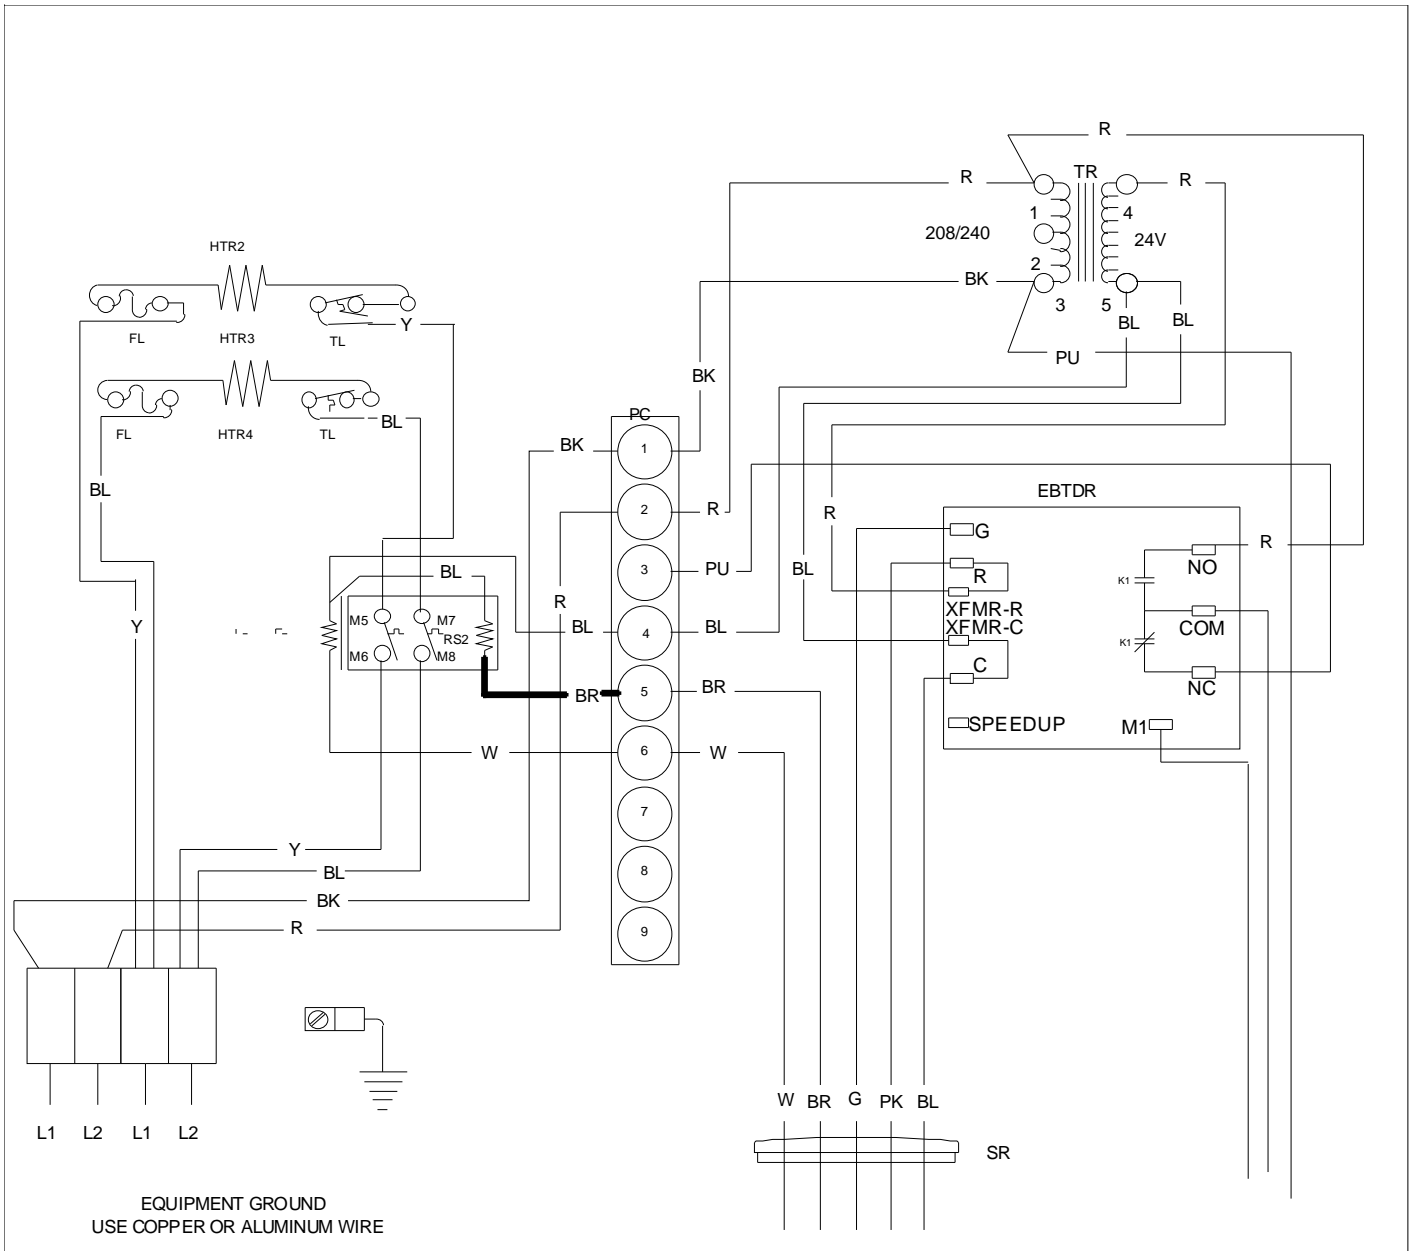 R
R
TR
R
1
4
208/240
24V
HTR2
2
BK
3
5
BL
BL
Y
FL
HTR3
TL
PU
BK
PC
BL
FL
HTR4
TL
BK
1
BL
EBTDR
2
R
R
G
R
NO
K1
BL
3
PU
BL
R
R
XFMR-R
XFMR-C
COM
K1
M5
M7
RS2
Y
BL
4
BL
M6
M8
C
NC
BR
5
BR
SPEEDUP
M1
W
6
W
7
Y
BL
8
BK
R
9
W
BR
G
PK
BL
L1
L2
L1
L2
SR
EQUIPMENT GROUND
USE COPPER OR ALUMINUM WIRE